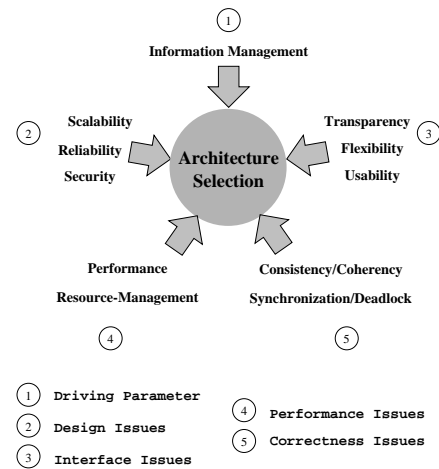 1
Information Management
2
Scalability
Reliability
Security
Architecture
Selection
Transparency
Flexibility
Usability
3
Performance
Resource-Management
4
Consistency/Coherency
Synchronization/Deadlock
5
1 Driving Parameter
2 Design Issues
3 Interface Issues
4 Performance Issues
5 Correctness Issues